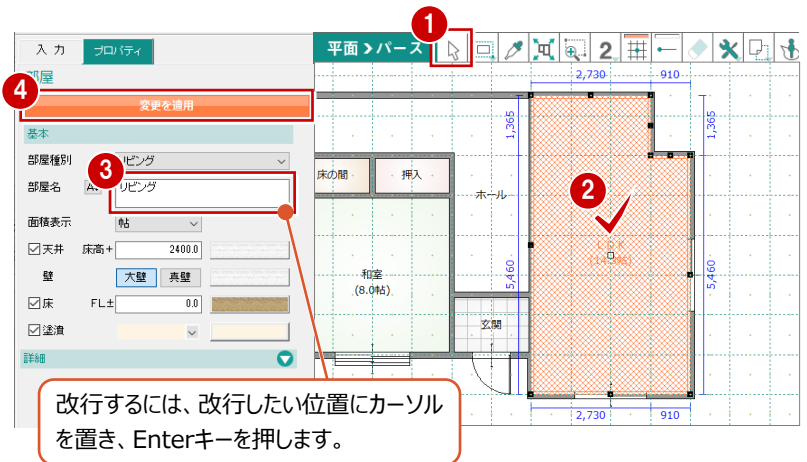 1
入 力 プロパティ 平面 > パース 2
部屋
4
変更を適用
基本
3
部屋種別 リビング
部屋名 リビング
面積表示 帖
天井 床高+ 2400.0
壁 大壁 真壁
床 FL± 0.0
塗潰
詳細
2,730 910
1,365 1,365
床の間 押入
ホール
2
LDK
和室
(8.0帖)
5,460 5,460
玄関
2,730 910
改行するには、改行したい位置にカーソル
を置き、Enterキーを押します。